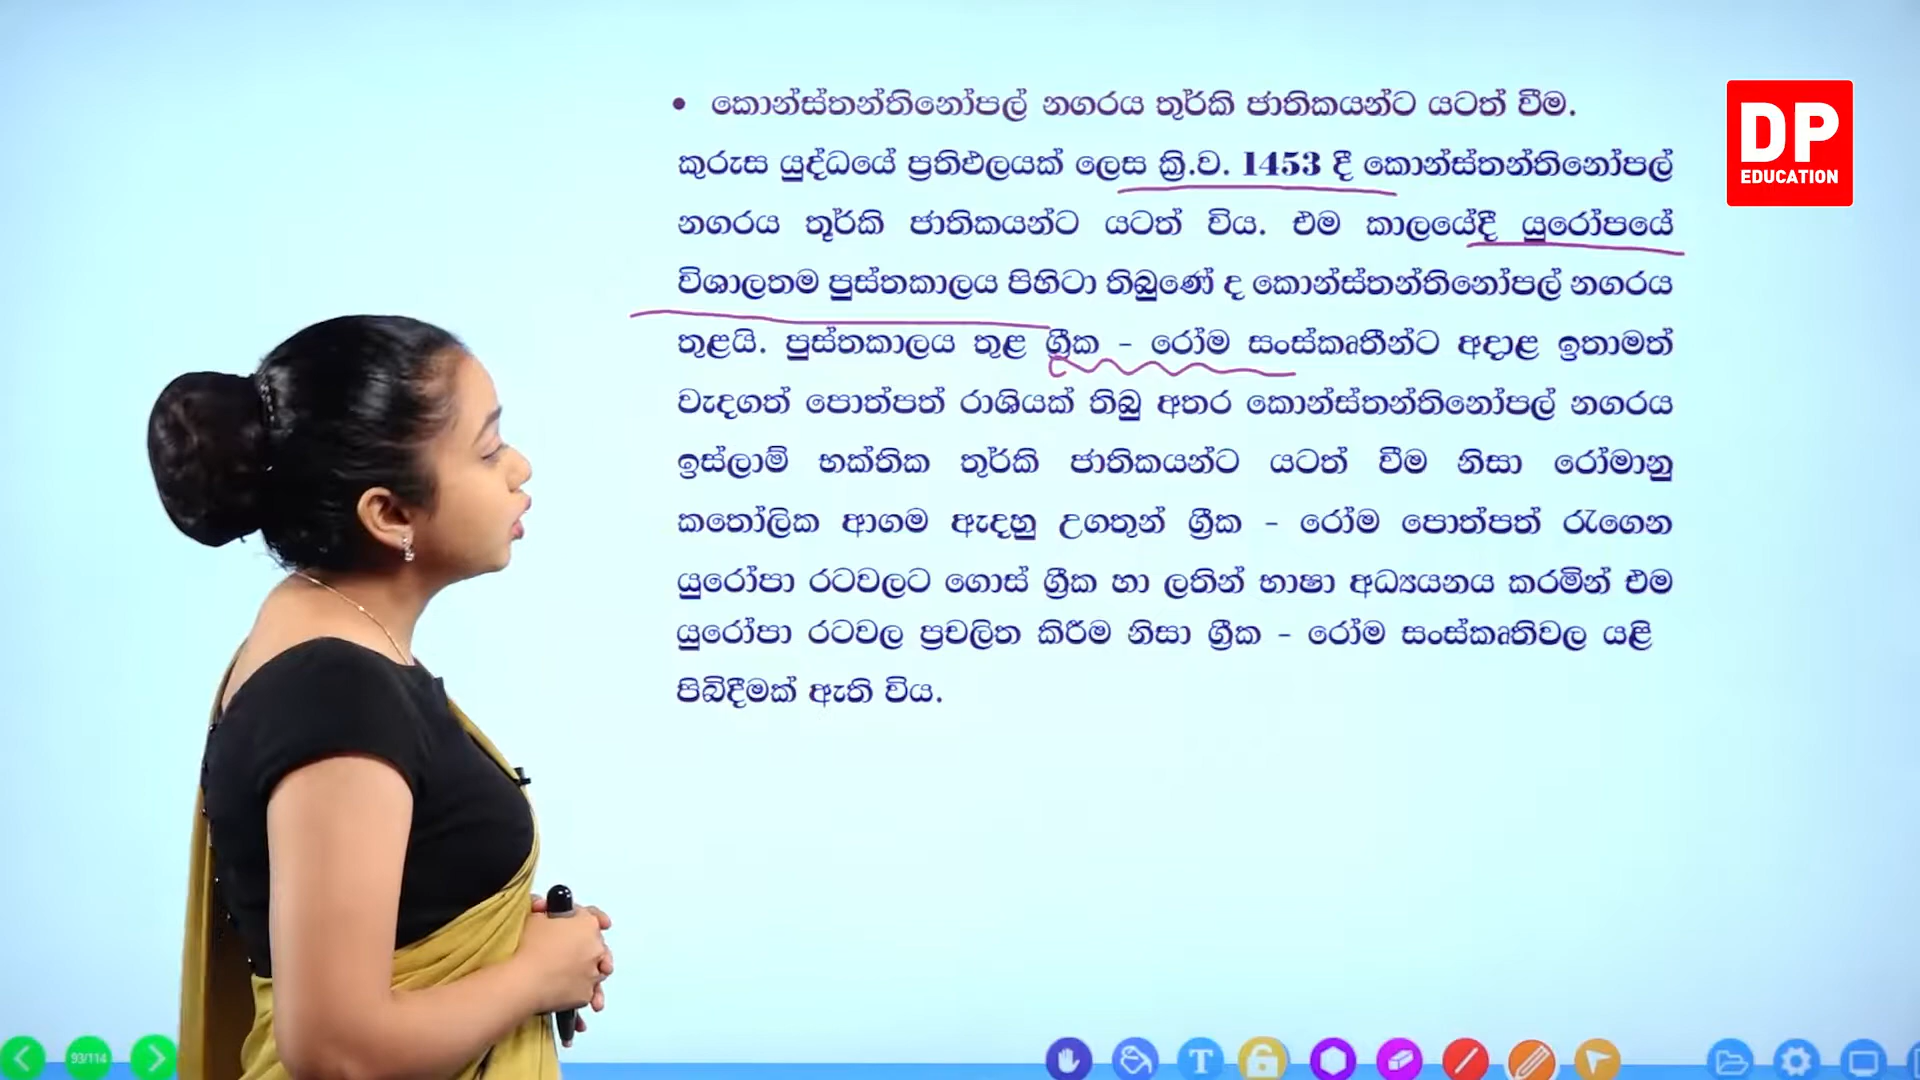 • කොන්ස්තන්තිනෝපල් නගරය තුර්කි ජාතිකයන්ට යටත් වීම.
කුරුස යුද්ධයේ ප්‍රතිඵලයක් ලෙස ක්‍රි.ව. 1453 දී කොන්ස්තන්තිනෝපල්
නගරය තූර්කි ජාතිකයන්ට යටත් විය. එම කාලයේදී යුරෝපයේ
විශාලතම පුස්තකාලය පිහිටා තිබුණේ ද කොන්ස්තන්තිනෝපල් නගරය
තුළයි. පුස්තකාලය තුළ ග්‍රීක - රෝම සංස්කෘතීන්ට අදාළ ඉතාමත්
වැදගත් පොත්පත් රාශියක් තිබු අතර කොන්ස්තන්තිනෝපල් නගරය
ඉස්ලාම් භක්තික තුර්කි ජාතිකයන්ට යටත් වීම නිසා රෝමානු
කතෝලික ආගම ඇදහු උගතුන් ග්‍රීක - රෝම පොත්පත් රැගෙන
යුරෝපා රටවලට ගොස් ග්‍රීක හා ලතින් භාෂා අධ්‍යයනය කරමින් එම
යුරෝපා රටවල ප්‍රචලිත කිරීම නිසා ග්‍රීක - රෝම සංස්කෘතිවල යළි
පිබිදීමක් ඇති විය.
DP
EDUCATION
93/114
T